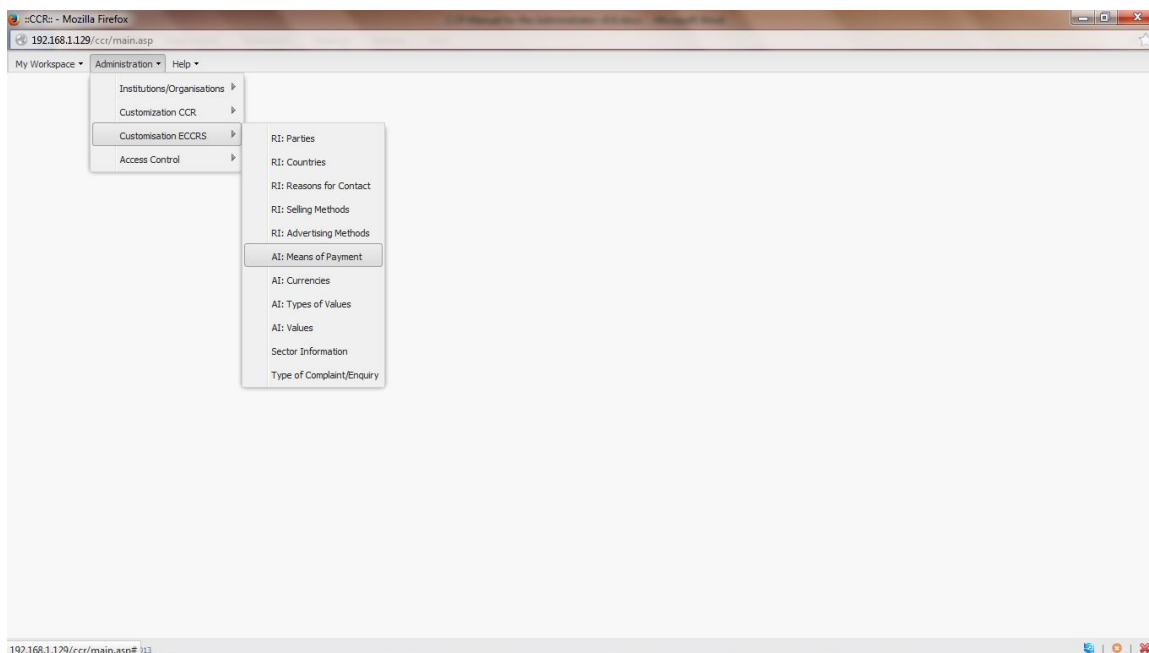 ::CCR:: - Mozilla Firefox
192.168.1.129/ccr/main.asp
My Workspace Administration Help
Institutions/Organisations
Customization CCR
Customisation ECCRS
Access Control
RI: Parties
RI: Countries
RI: Reasons for Contact
RI: Selling Methods
RI: Advertising Methods
AI: Means of Payment
AI: Currencies
AI: Types of Values
AI: Values
Sector Information
Type of Complaint/Enquiry
192.168.1.129/ccr/main.asp# 013